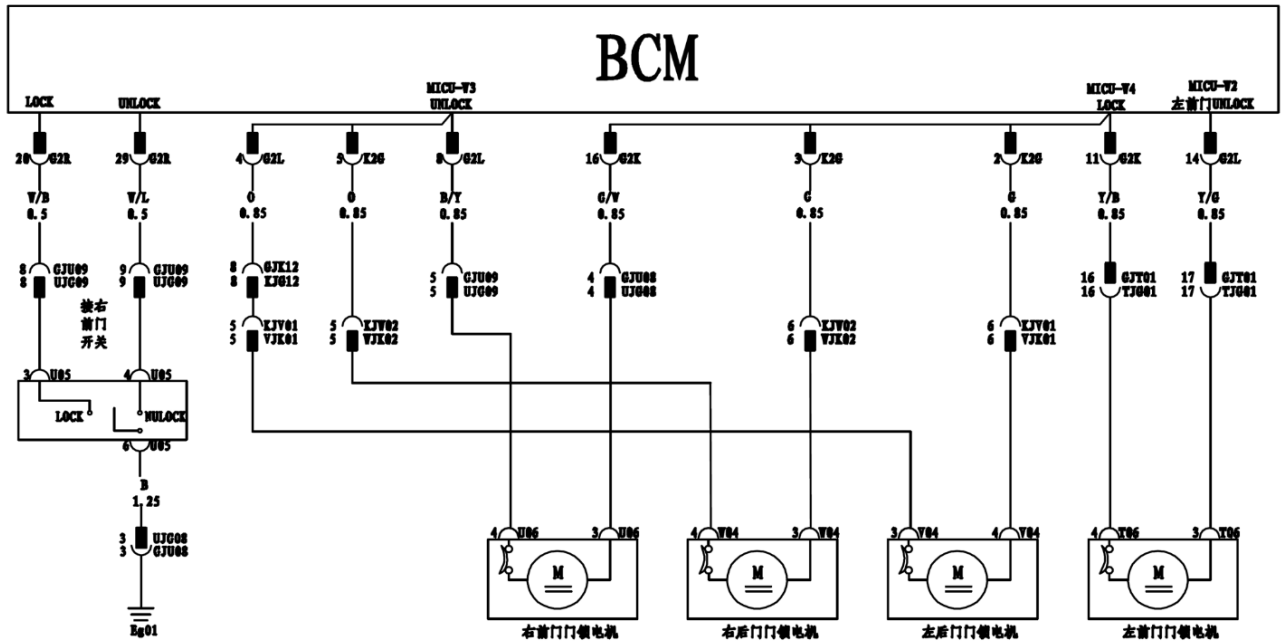 BCM
MICU-W3
MICU-W4
MICU-W2
LOCK
UNLOCK
UNLOCK
LOCK
左前门UNLOCK
20 G2R
29 G2R
4 G2L
5 K2G
8 G2L
16 G2K
3 K2G
2 K2G
11 G2K
14 G2L
W/B
W/L
O
O
B/Y
G/W
G
G
Y/B
Y/G
0.5
0.5
0.85
0.85
0.85
0.85
0.85
0.85
0.85
0.85
8 GJU09
8 UJG09
9 GJU09
9 UJG09
8 GJK12
8 KJG12
5 GJU09
5 UJG09
4 GJU08
4 UJG08
16 GJT01
16 TJG01
17 GJT01
17 TJG01
接右
前门
开关
5 KJV01
5 VJK01
5 KJW02
5 WJK02
6 KJW02
6 WJK02
6 KJV01
6 VJK01
3 U05
4 U05
LOCK
NULOCK
6 U05
B
1.25
3 UJG08
3 GJU08
Eg01
4 U06
3 U06
4 W04
3 W04
3 V04
4 V04
4 T06
3 T06
M
M
M
M
右前门门锁电机
右后门门锁电机
左后门门锁电机
左前门门锁电机